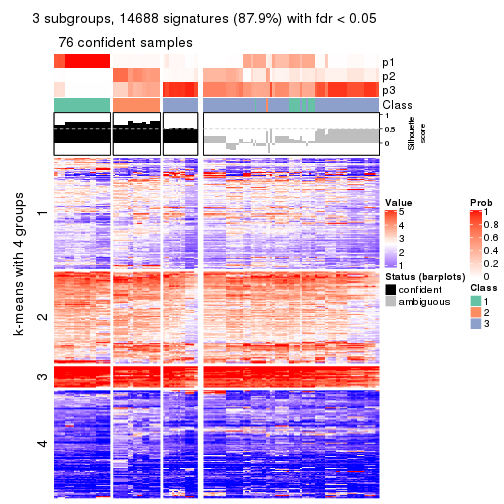 3 subgroups, 14688 signatures (87.9%) with fdr < 0.05
76 confident samples
p1
p2
p3
Class
1
0.5
0
Silhouette
score
k-means with 4 groups
1
2
3
4
Value
5
4
3
2
1
Status (barplots)
confident
ambiguous
Prob
1
0.8
0.6
0.4
0.2
0
Class
1
2
3